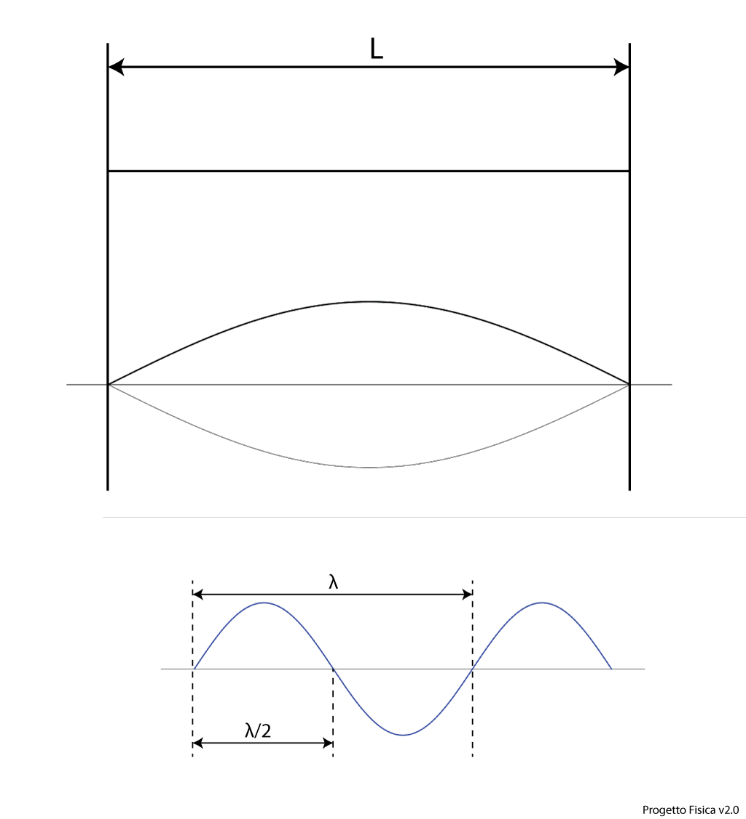 L
λ
λ/2
Progetto Fisica v2.0